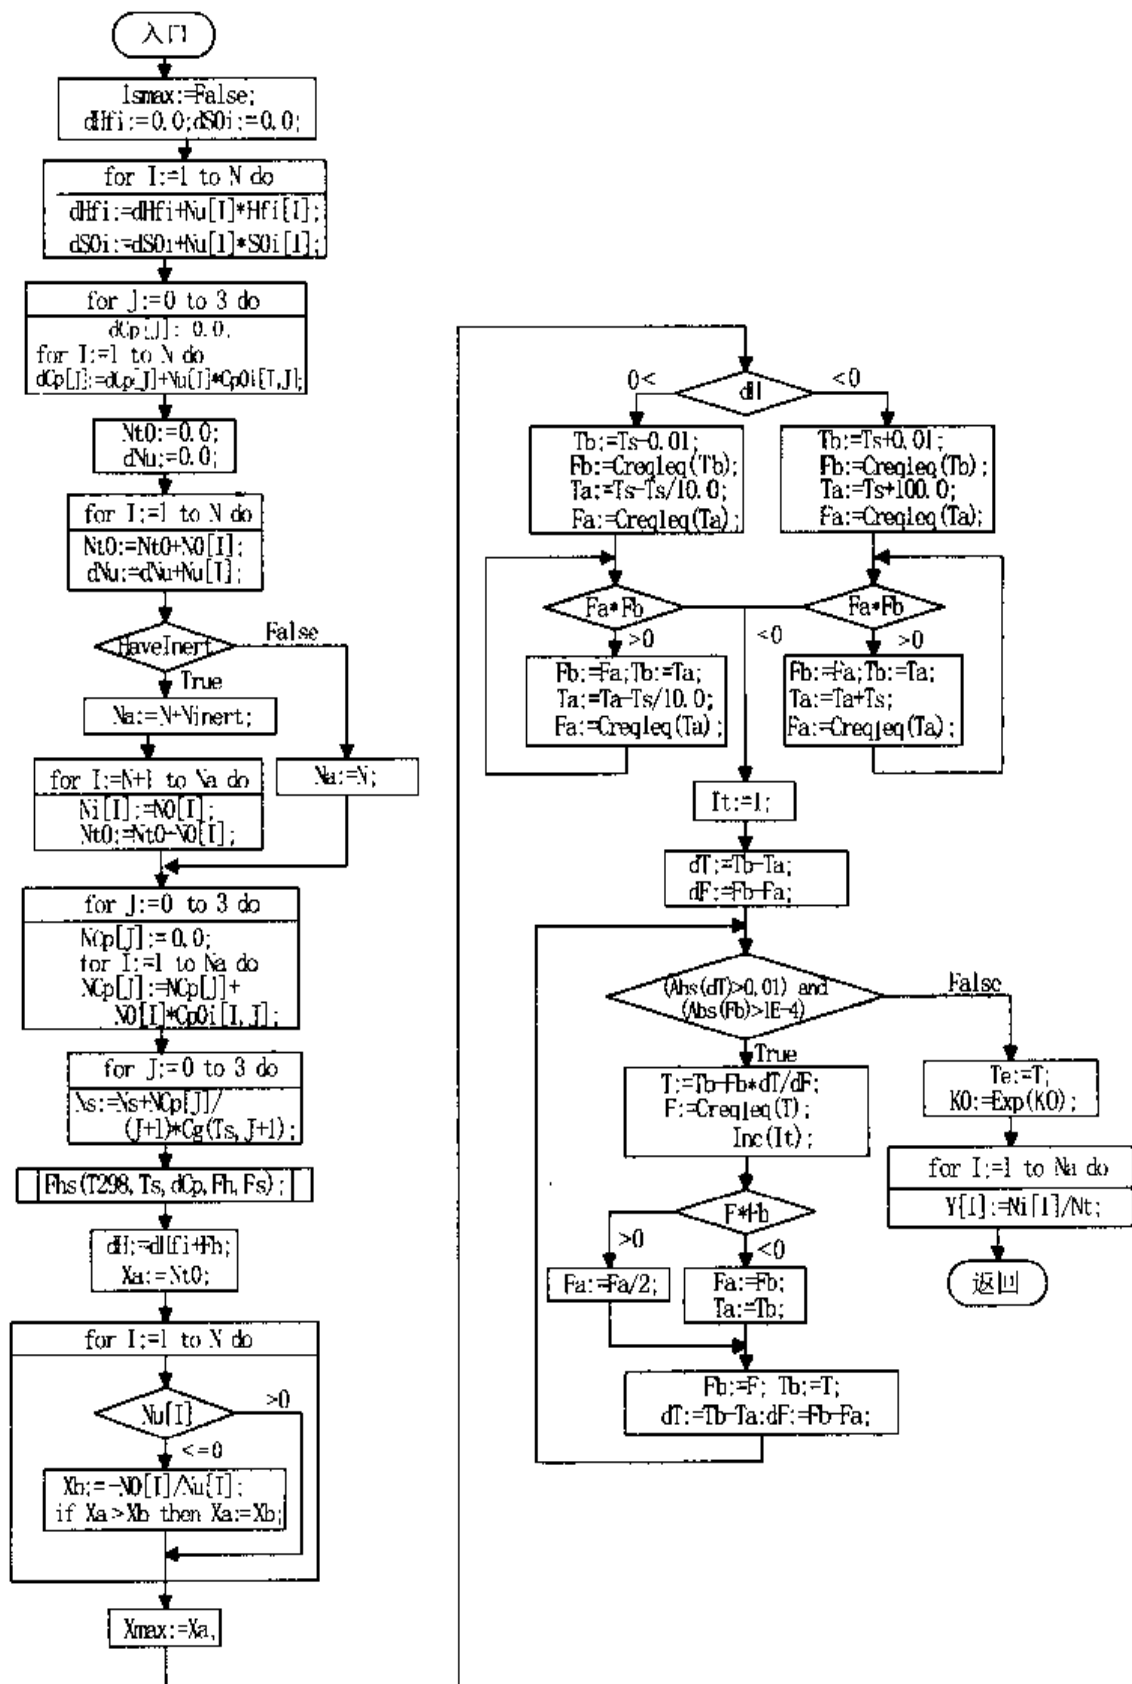 入口
Ismax:=False;
dHfi:=0.0;dS0i:=0.0;
for I:=1 to N do
dHfi:=dHfi+Nu[I]*Hfi[I];
dS0i:=dS0i+Nu[I]*S0i[I];
for J:=0 to 3 do
dCp[J]: 0.0;
for I:=1 to N do
dCp[J]:=dCp[J]+Nu[I]*Cp0i[I,J];
Nt0:=0.0;
dNu:=0.0;
for I:=1 to N do
Nt0:=Nt0+N0[I];
dNu:=dNu+Nu[I];
HaveInert
False
True
Na:=N+Ninert;
for I:=N+1 to Na do
Ni[I]:=N0[I];
Nt0:=Nt0-N0[I];
Na:=N;
for J:=0 to 3 do
NCp[J]:=0.0;
for I:=1 to Na do
NCp[J]:=NCp[J]+
N0[I]*Cp0i[I,J];
for J:=0 to 3 do
Ns:=Ns+NCp[J]/
(J+1)*Cg(Ts,J+1);
Fhs(T298,Ts,dCp,Fh,Fs);
dH:=dHfi+Fh;
Xa:=Nt0;
for I:=1 to N do
Nu[I]
>0
<=0
Xb:=-N0[I]/Nu[I];
if Xa>Xb then Xa:=Xb;
Xmax:=Xa,
0<
dH
<0
Tb:=Ts-0.01;
Fb:=Creqleq(Tb);
Ta:=Ts-Ts/10.0;
Fa:=Creqleq(Ta);
Tb:=Ts+0.01;
Fb:=Creqleq(Tb);
Ta:=Ts+100.0;
Fa:=Creqleq(Ta);
Fa*Fb
>0
<0
Fa*Fb
>0
Fb:=Fa;Tb:=Ta;
Ta:=Ta-Ts/10.0;
Fa:=Creqleq(Ta);
Fb:=Fa;Tb:=Ta;
Ta:=Ta+Ts;
Fa:=Creqleq(Ta);
It:=1;
dT:=Tb-Ta;
dF:=Fb-Fa;
(Abs(dT)>0.01) and
(Abs(Fb)>1E-4)
False
True
T:=Tb-Fb*dT/dF;
F:=Creqleq(T);
Inc(It);
Te:=T;
K0:=Exp(K0);
for I:=1 to Na do
Y[I]:=Ni[I]/Nt;
返回
F*Fb
>0
<0
Fa:=Fa/2;
Fa:=Fb;
Ta:=Tb;
Fb:=F; Tb:=T;
dT:=Tb-Ta;dF:=Fb-Fa;